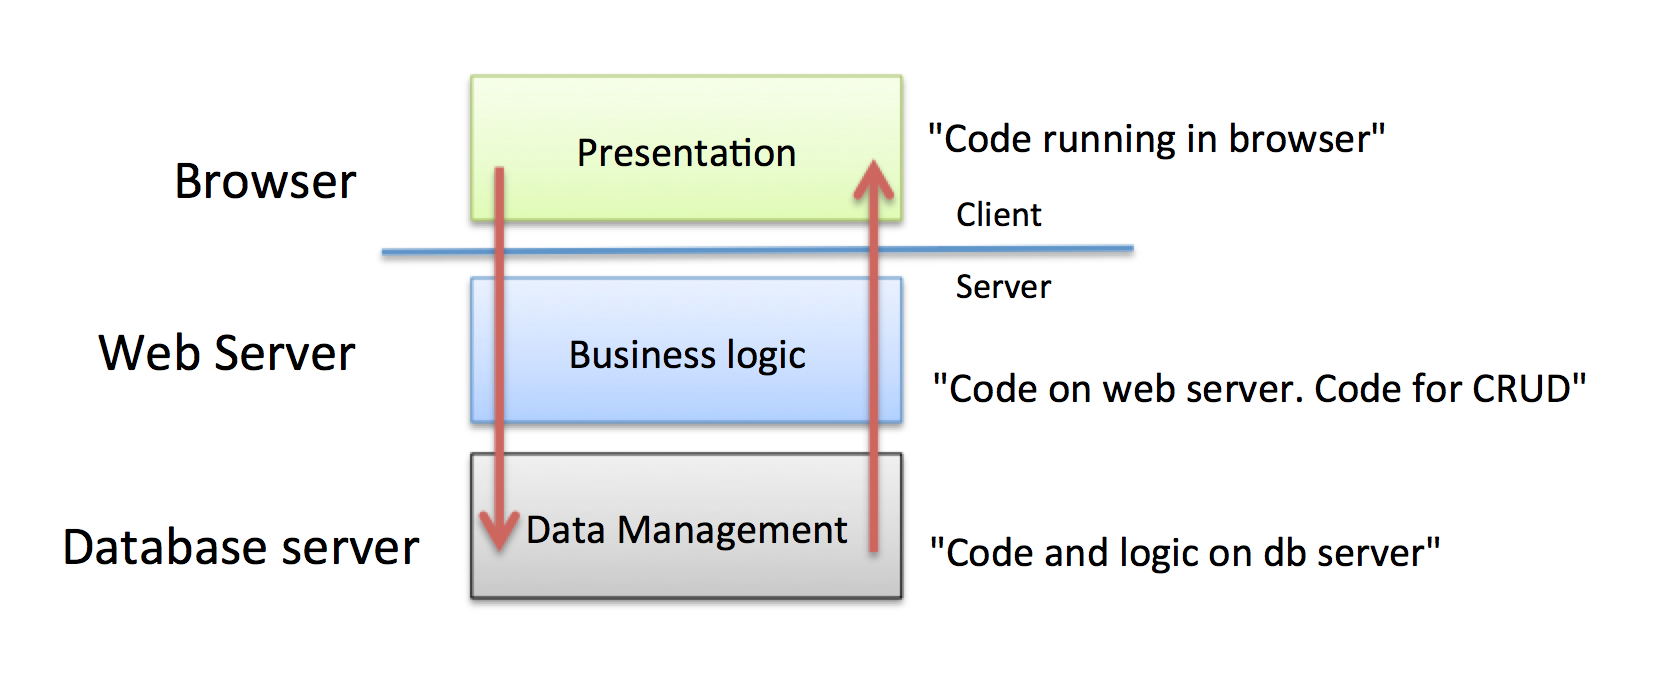 Browser
Presentation
"Code running in browser"
Client
Server
Web Server
Business logic
"Code on web server. Code for CRUD"
Database server
Data Management
"Code and logic on db server"